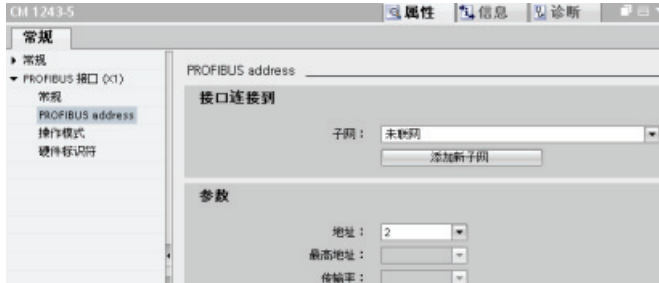 CM 1243-5
属性 信息 诊断
常规
常规
PROFIBUS 接口 (X1)
常规
PROFIBUS address
操作模式
硬件标识符
PROFIBUS address
接口连接到
子网： 未联网
添加新子网
参数
地址： 2
最高地址：
传输率：